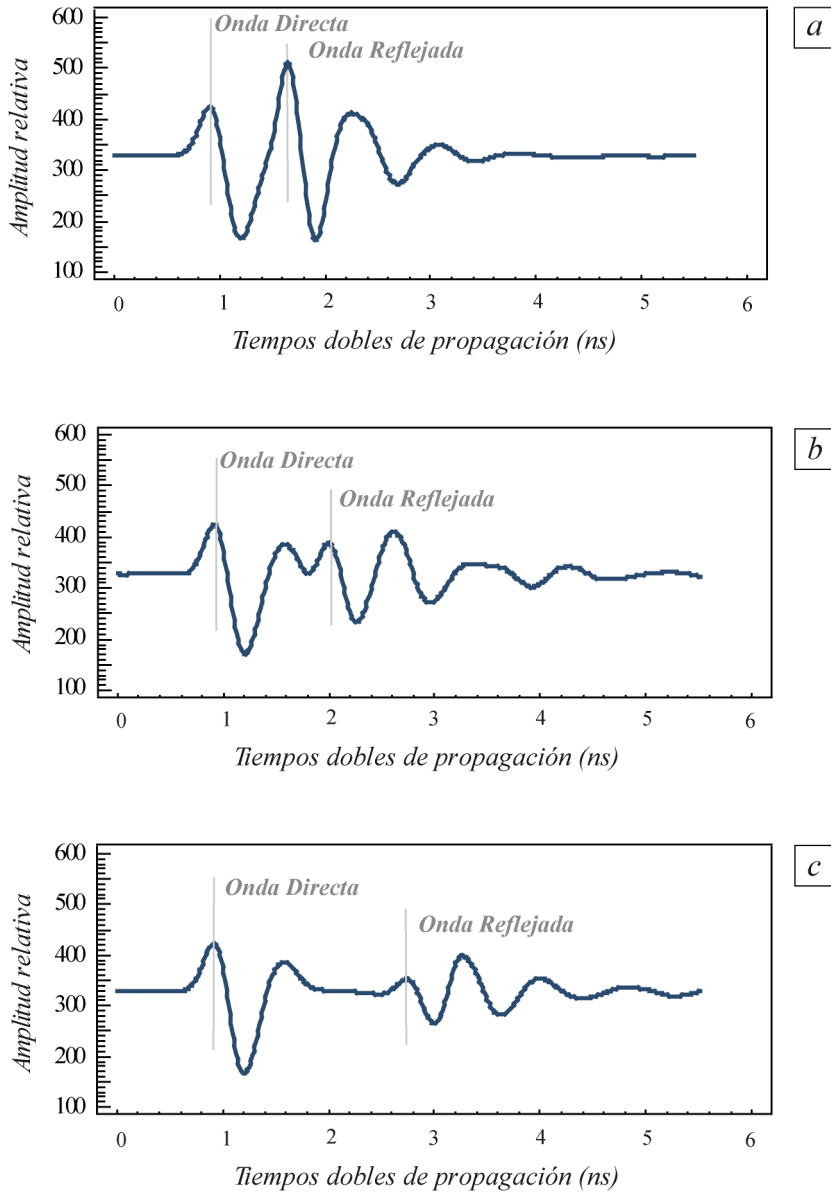 a
Onda Directa
Onda Reflejada
Amplitud relativa
600
500
400
300
200
100
0 1 2 3 4 5 6
Tiempos dobles de propagación (ns)
b
Onda Directa
Onda Reflejada
Amplitud relativa
600
500
400
300
200
100
0 1 2 3 4 5 6
Tiempos dobles de propagación (ns)
c
Onda Directa
Onda Reflejada
Amplitud relativa
600
500
400
300
200
100
0 1 2 3 4 5 6
Tiempos dobles de propagación (ns)